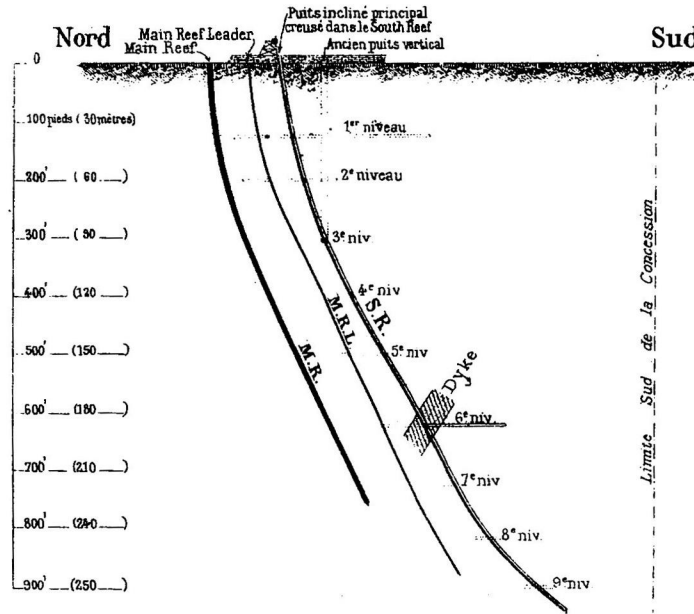 Nord
Sud
Main Reef Leader
Main Reef
Puits incliné principal
creusé dans le South Reef
Ancien puits vertical
0
100 pieds (30 mètres)
200' (60)
300' (90)
400' (120)
500' (150)
600' (180)
700' (210)
800' (240)
900' (250)
1er niveau
2e niveau
3e niv.
4e niv
5e niv
6e niv.
7e niv.
8e niv.
9e niv.
M.R.
M.R.L
S.R.
Dyke
Limite Sud de la Concession